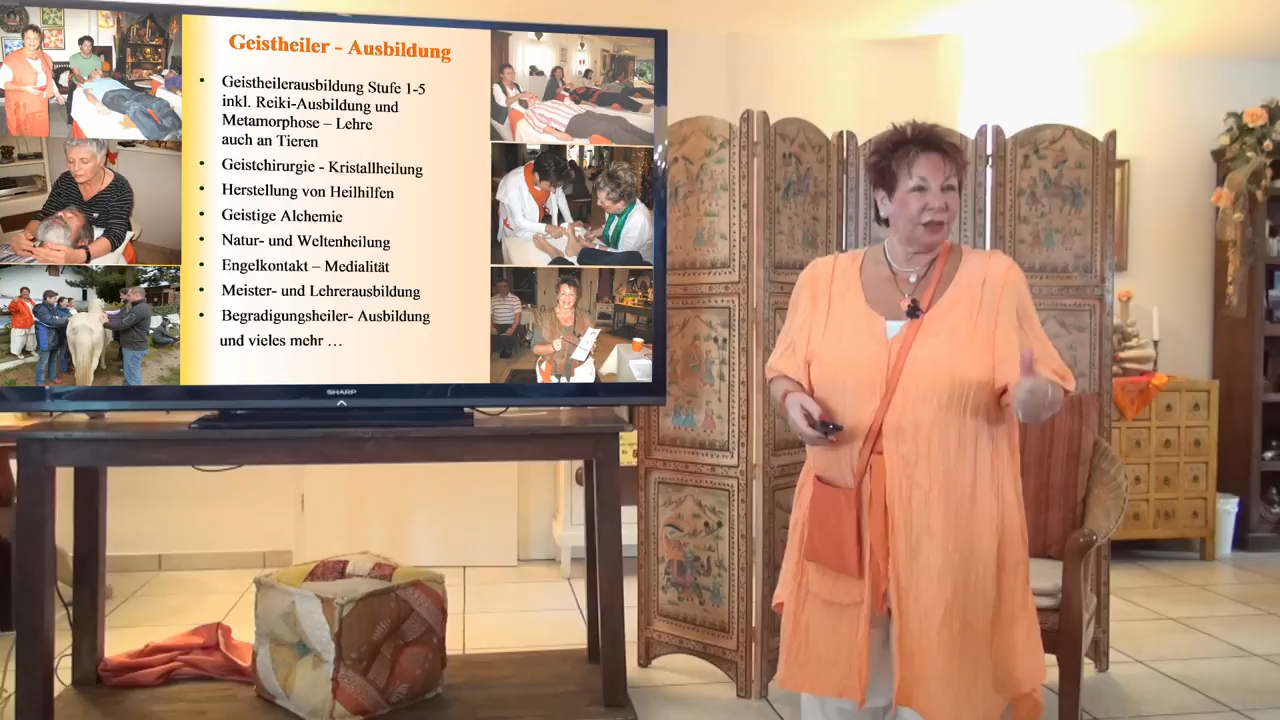 Geistheiler - Ausbildung
• Geistheilerausbildung Stufe 1-5
inkl. Reiki-Ausbildung und
Metamorphose – Lehre
auch an Tieren
• Geistchirurgie - Kristallheilung
• Herstellung von Heilhilfen
• Geistige Alchemie
• Natur- und Weltenheilung
• Engelkontakt – Medialität
• Meister- und Lehrerausbildung
• Begradigungsheiler- Ausbildung
und vieles mehr …
SHARP